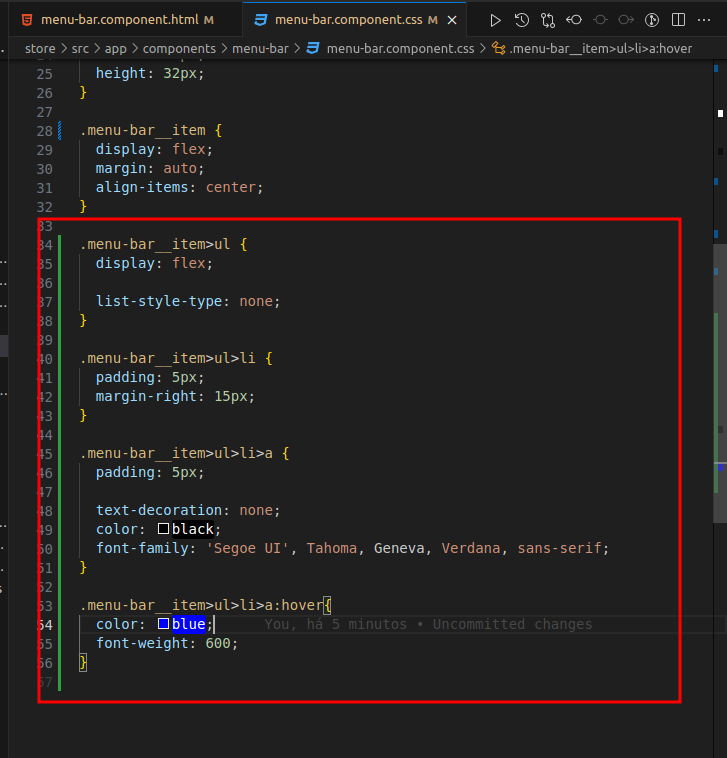 menu-bar.component.html M
menu-bar.component.css M
store > src > app > components > menu-bar > menu-bar.component.css > .menu-bar__item>ul>li>a:hover
25 height: 32px;
26 }
27
28 .menu-bar__item {
29 display: flex;
30 margin: auto;
31 align-items: center;
32 }
33
34 .menu-bar__item>ul {
35 display: flex;
36
37 list-style-type: none;
38 }
39
40 .menu-bar__item>ul>li {
41 padding: 5px;
42 margin-right: 15px;
43 }
44
45 .menu-bar__item>ul>li>a {
46 padding: 5px;
47
48 text-decoration: none;
49 color: black;
50 font-family: 'Segoe UI', Tahoma, Geneva, Verdana, sans-serif;
51 }
52
53 .menu-bar__item>ul>li>a:hover{
54 color: blue; You, há 5 minutos • Uncommitted changes
55 font-weight: 600;
56 }
57